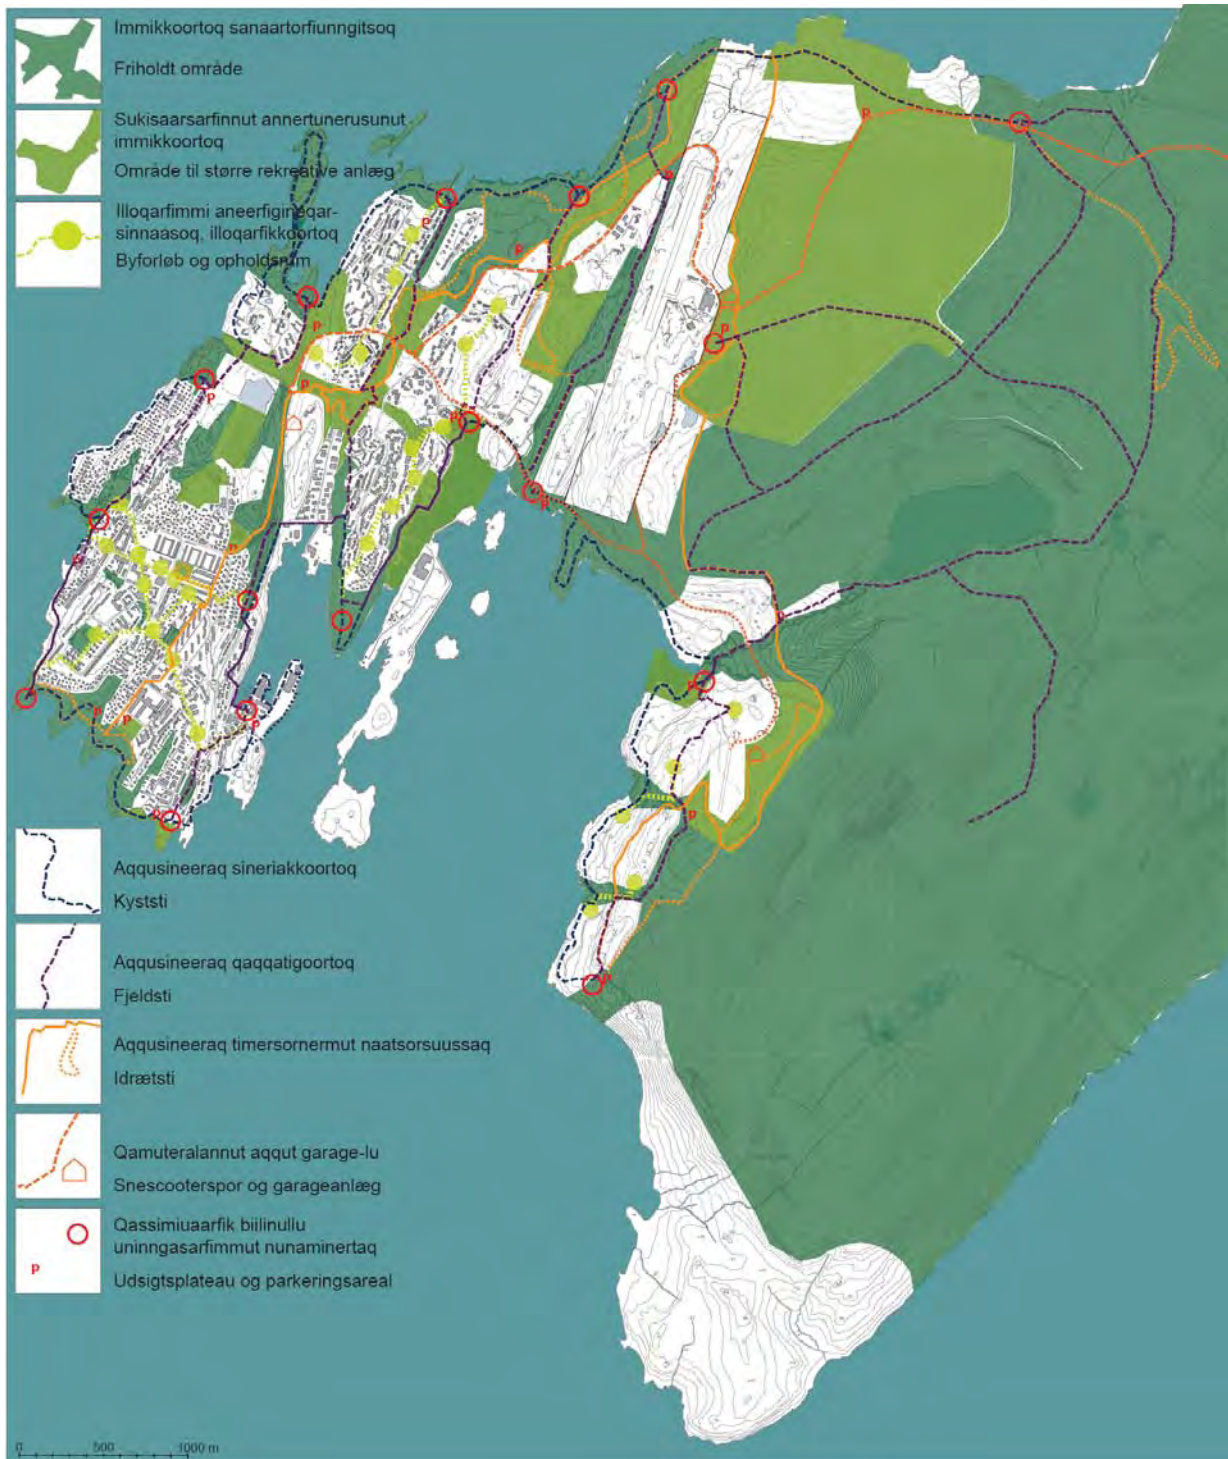 Immikkoortoq sanaartorfiunngitsoq
Friholdt område
Sukisaarsarfinnut annertunerusunut
immikkoortoq
Område til større rekreative anlæg
Illoqarfimmi aneerfigineqar-
sinnaasoq, illoqarfikkoortoq
Byforløb og opholdsrum
Aqqusineeraq sineriakkoortoq
Kyststi
Aqqusineeraq qaqqatigoortoq
Fjeldsti
Aqqusineeraq timersornermut naatsorsuussaq
Idrætsti
Qamuteralannut aqqut garage-lu
Snescooterspor og garageanlæg
Qassimiuaarfik biilinullu
uninngasarfimmut nunaminertaq
p
Udsigtsplateau og parkeringsareal
0 500 1000 m